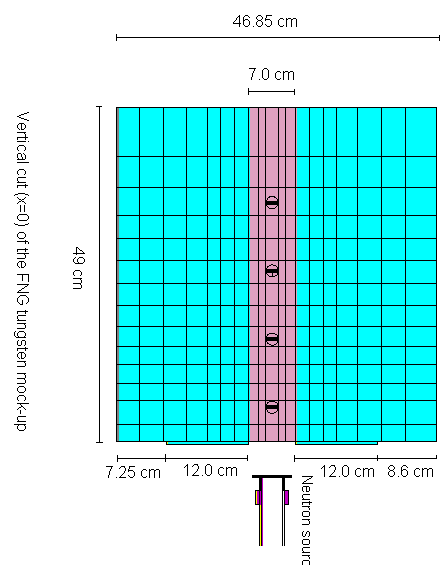 46.85 cm
7.0 cm
Vertical cut (x=0) of the FNG tungsten mock-up
49 cm
7.25 cm
12.0 cm
12.0 cm
8.6 cm
Neutron sourc